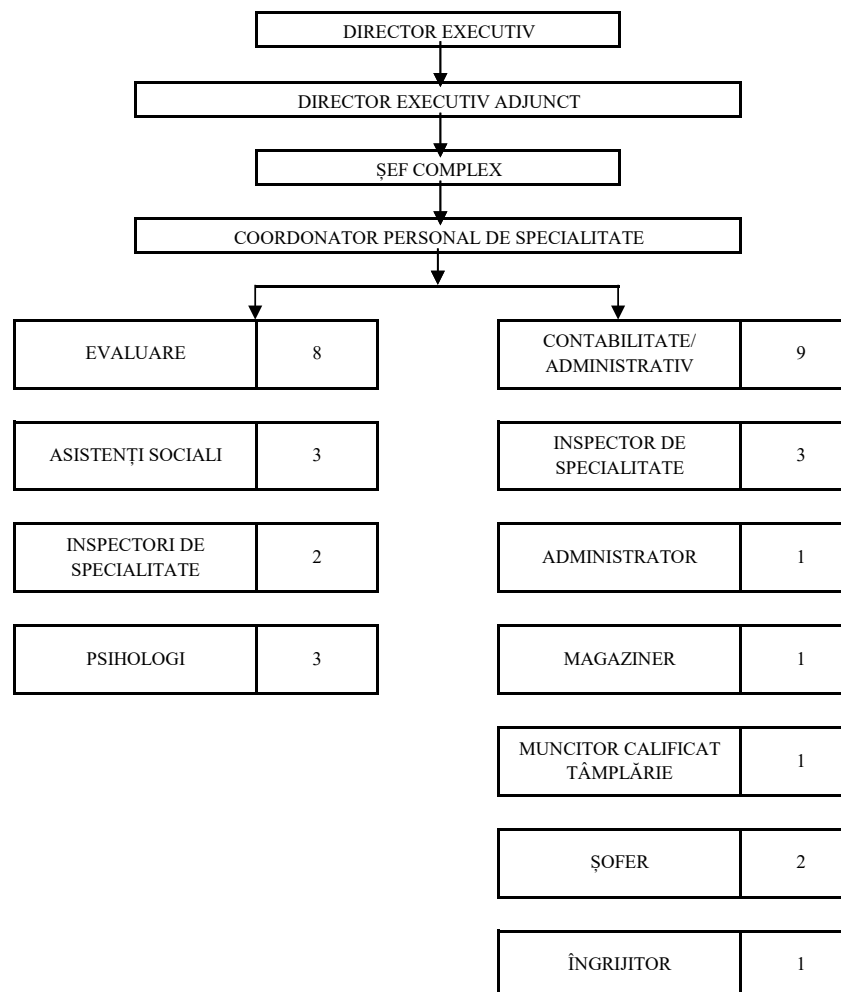 DIRECTOR EXECUTIV
DIRECTOR EXECUTIV ADJUNCT
ȘEF COMPLEX
COORDONATOR PERSONAL DE SPECIALITATE
EVALUARE 8
ASISTENȚI SOCIALI 3
INSPECTORI DE
SPECIALITATE 2
PSIHOLOGI 3
CONTABILITATE/
ADMINISTRATIV 9
INSPECTOR DE
SPECIALITATE 3
ADMINISTRATOR 1
MAGAZINER 1
MUNCITOR CALIFICAT
TÂMPLĂRIE 1
ȘOFER 2
ÎNGRIJITOR 1